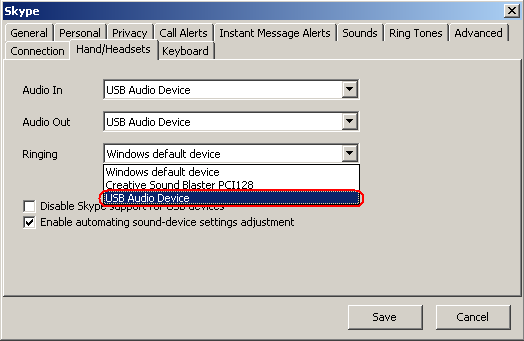 Skype
General Personal Privacy Call Alerts Instant Message Alerts Sounds Ring Tones Advanced
Connection Hand/Headsets Keyboard
Audio In USB Audio Device
Audio Out USB Audio Device
Ringing Windows default device
Windows default device
Creative Sound Blaster PCI128
USB Audio Device
Disable Skype support for USB devices
Enable automating sound-device settings adjustment
Save Cancel